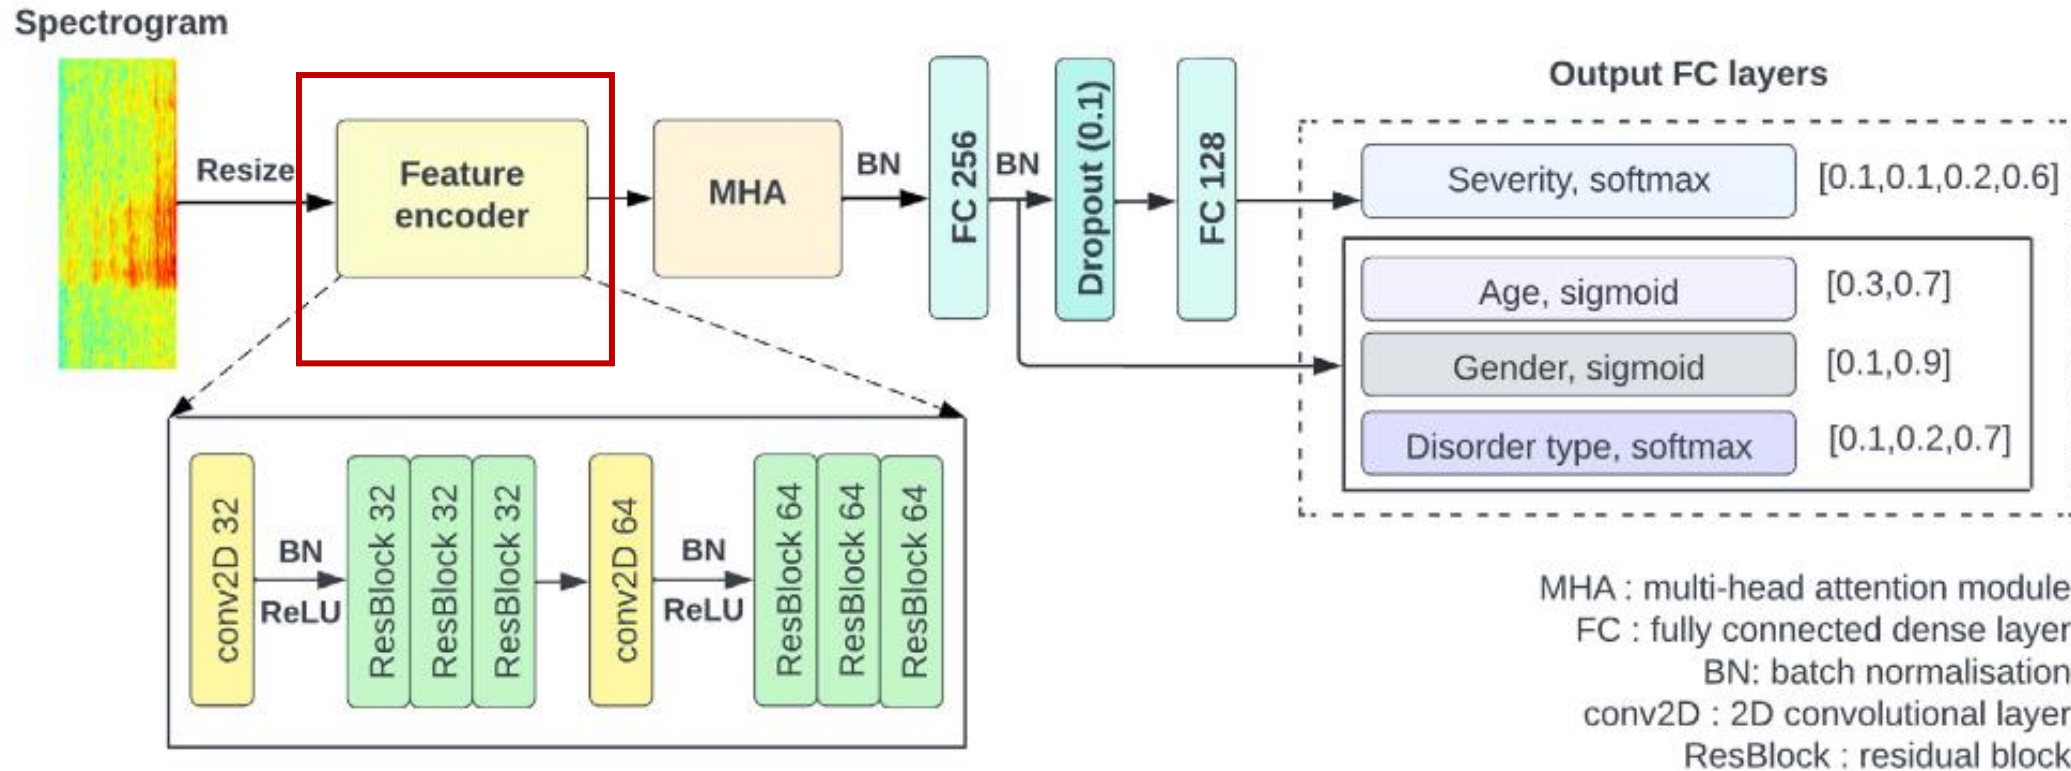 Spectrogram
Resize
Feature
encoder
MHA
BN
FC 256
BN
Dropout (0.1)
FC 128
Output FC layers
Severity, softmax
[0.1,0.1,0.2,0.6]
Age, sigmoid
[0.3,0.7]
Gender, sigmoid
[0.1,0.9]
Disorder type, softmax
[0.1,0.2,0.7]
conv2D 32
BN
ReLU
ResBlock 32
ResBlock 32
ResBlock 32
conv2D 64
BN
ReLU
ResBlock 64
ResBlock 64
ResBlock 64
MHA : multi-head attention module
FC : fully connected dense layer
BN: batch normalisation
conv2D : 2D convolutional layer
ResBlock : residual block